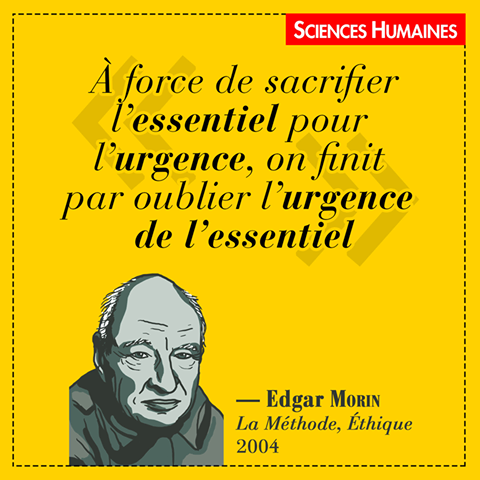 SCIENCES HUMAINES
À force de sacrifier
l’essentiel pour
l’urgence, on finit
par oublier l’urgence
de l’essentiel
— Edgar MORIN
La Méthode, Éthique
2004